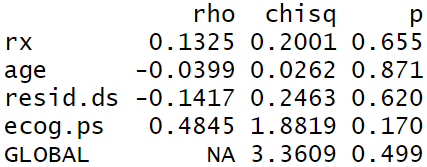 rho chisq p
rx 0.1325 0.2001 0.655
age -0.0399 0.0262 0.871
resid.ds -0.1417 0.2463 0.620
ecog.ps 0.4845 1.8819 0.170
GLOBAL NA 3.3609 0.499